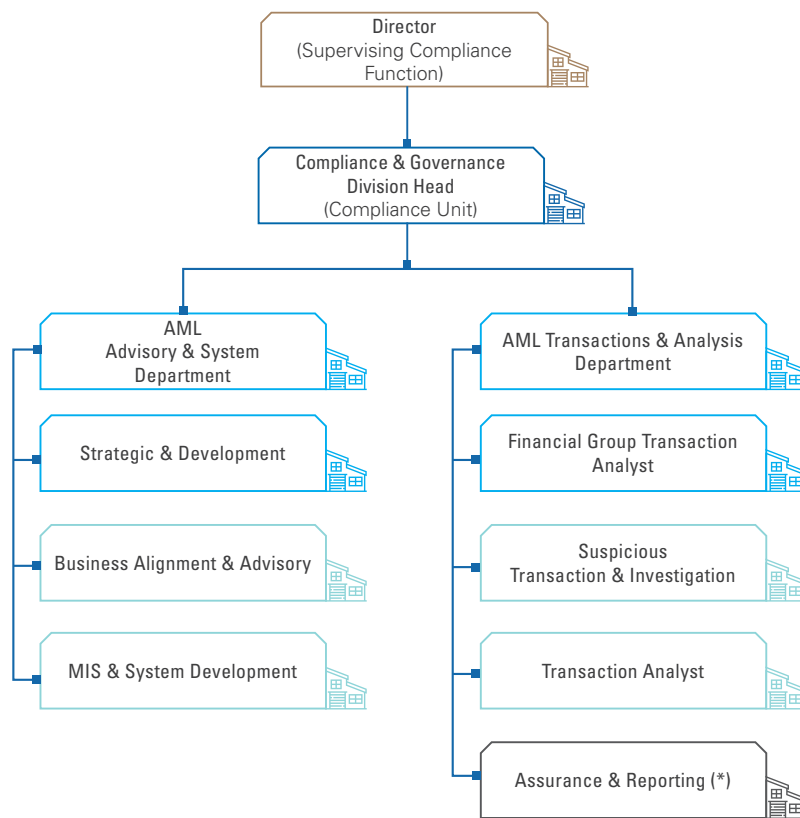 Director
(Supervising Compliance
Function)
Compliance & Governance
Division Head
(Compliance Unit)
AML
Advisory & System
Department
Strategic & Development
Business Alignment & Advisory
MIS & System Development
AML Transactions & Analysis
Department
Financial Group Transaction
Analyst
Suspicious
Transaction & Investigation
Transaction Analyst
Assurance & Reporting (*)